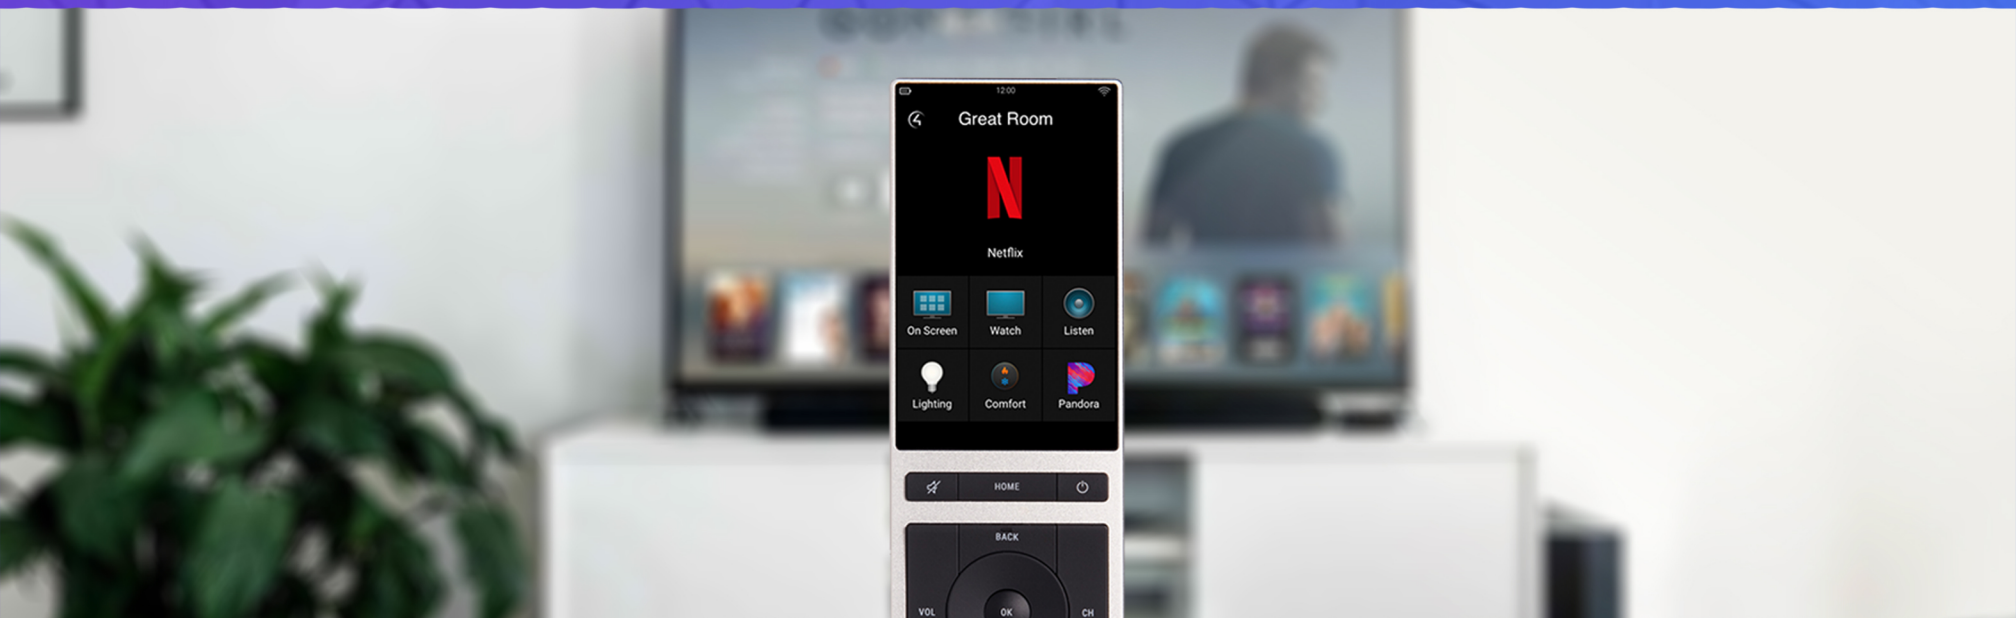 12:00
Great Room
Netflix
On Screen Watch Listen
Lighting Comfort Pandora
HOME
BACK
VOL OK CH